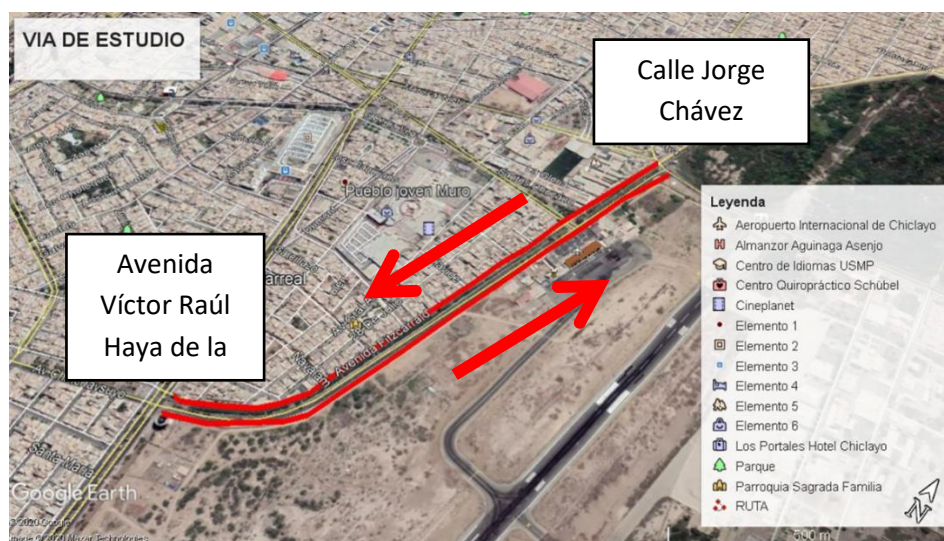 VIA DE ESTUDIO
Calle Jorge
Chávez
Pueblo joven Muro
Leyenda
Aeropuerto Internacional de Chiclayo
Almanzor Aguinaga Asenjo
Centro de Idiomas USMP
Centro Quiropráctico Schübel
Cineplanet
Elemento 1
Elemento 2
Elemento 3
Elemento 4
Elemento 5
Elemento 6
Los Portales Hotel Chiclayo
Parque
Parroquia Sagrada Familia
RUTA
Avenida
Víctor Raúl
Haya de la
arreal
Avenida Fitzcarrald
Santa María
Google Earth
500 m